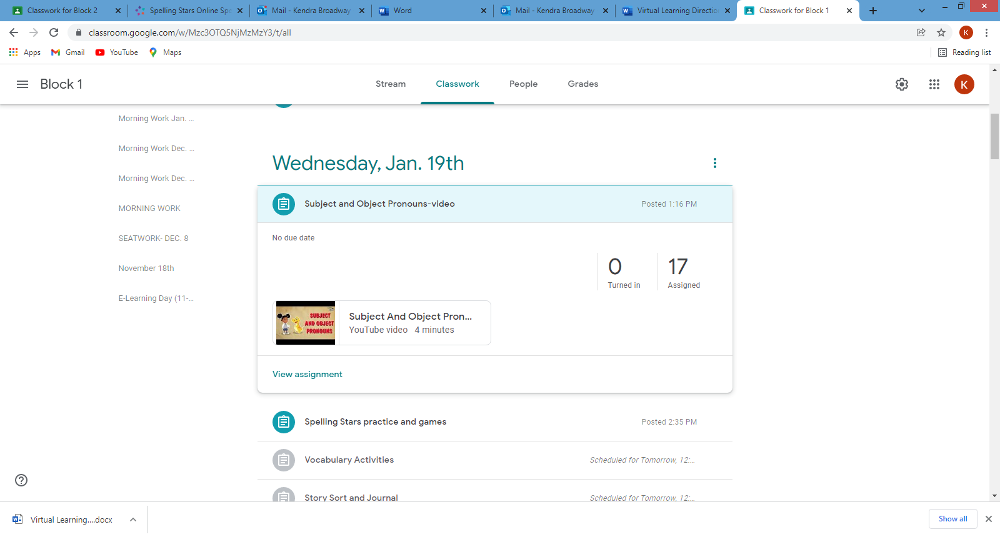 Classwork for Block 2
Spelling Stars Online Spe
Mail - Kendra Broadway
Word
Mail - Kendra Broadway
Virtual Learning Direction
Classwork for Block 1
classroom.google.com/w/Mzc3OTQ5NjMzMzY3/t/all
K
Apps
Gmail
YouTube
Maps
Reading list
Block 1
Stream
Classwork
People
Grades
K
Morning Work Jan. ...
Morning Work Dec. ...
Morning Work Dec. ...
MORNING WORK
SEATWORK- DEC. 8
November 18th
E-Learning Day (11-...
Wednesday, Jan. 19th
Subject and Object Pronouns-video
Posted 1:16 PM
No due date
0
Turned in
17
Assigned
SUBJECT
AND OBJECT
PRONOUNS
Subject And Object Pron...
YouTube video 4 minutes
View assignment
Spelling Stars practice and games
Posted 2:35 PM
Vocabulary Activities
Scheduled for Tomorrow, 12:...
Story Sort and Journal
Scheduled for Tomorrow, 12:...
Virtual Learning....docx
Show all